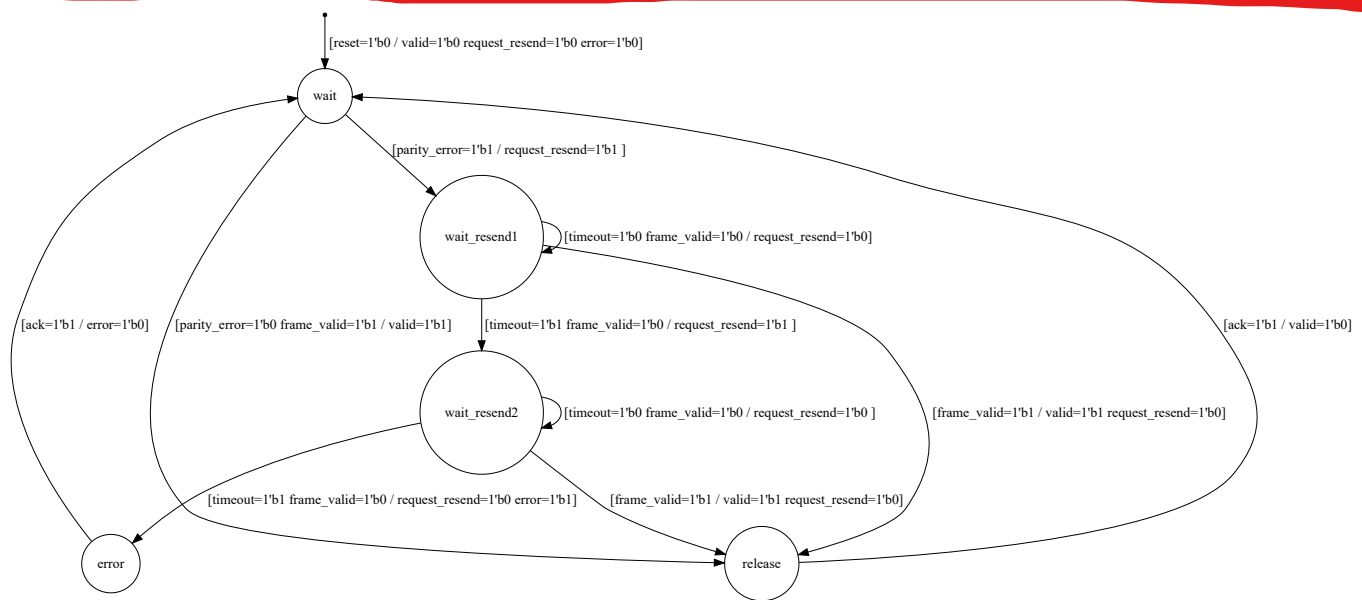 [reset=1'b0 / valid=1'b0 request_resend=1'b0 error=1'b0]
wait
[parity_error=1'b1 / request_resend=1'b1 ]
wait_resend1
[timeout=1'b0 frame_valid=1'b0 / request_resend=1'b0]
[ack=1'b1 / error=1'b0]
[parity_error=1'b0 frame_valid=1'b1 / valid=1'b1]
[timeout=1'b1 frame_valid=1'b0 / request_resend=1'b1 ]
[ack=1'b1 / valid=1'b0]
wait_resend2
[timeout=1'b0 frame_valid=1'b0 / request_resend=1'b0 ]
[frame_valid=1'b1 / valid=1'b1 request_resend=1'b0]
[timeout=1'b1 frame_valid=1'b0 / request_resend=1'b0 error=1'b1]
[frame_valid=1'b1 / valid=1'b1 request_resend=1'b0]
error
release